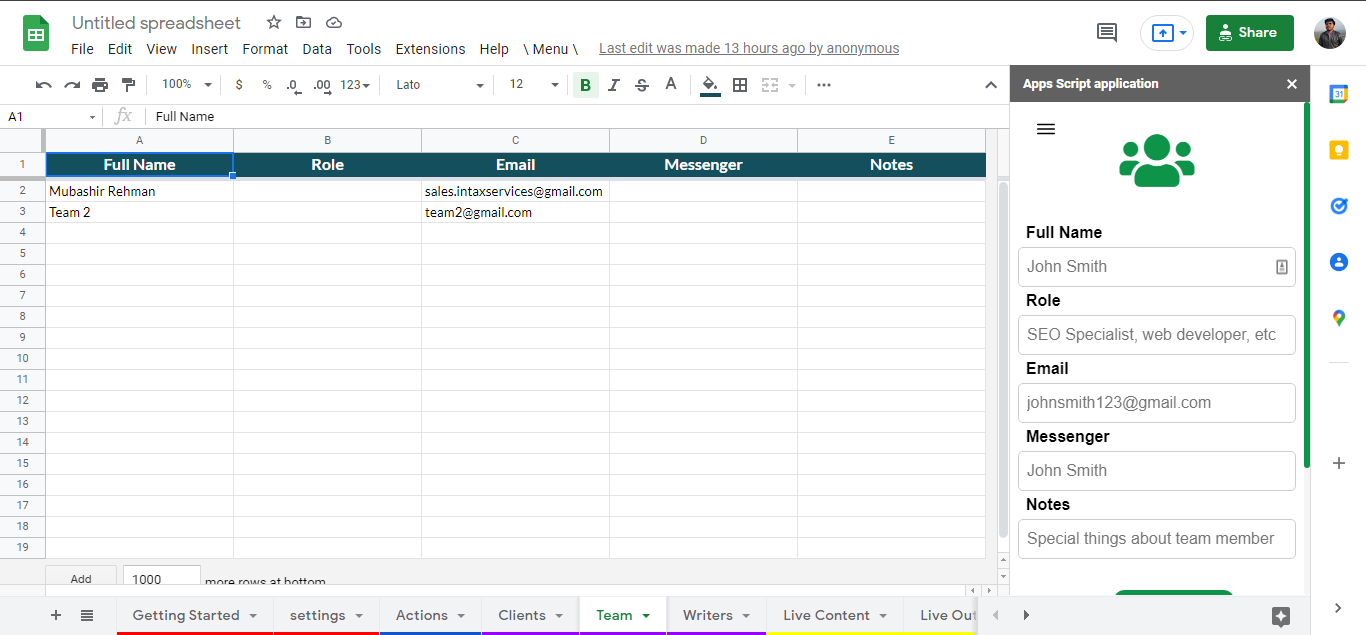 Untitled spreadsheet
File Edit View Insert Format Data Tools Extensions Help \ Menu \ Last edit was made 13 hours ago by anonymous
Share
100% $ % .0 .00 123 Lato 12 B I S A
A1 fx Full Name
A B C D E
1 Full Name Role Email Messenger Notes
2 Mubashir Rehman sales.intaxservices@gmail.com
3 Team 2 team2@gmail.com
4
5
6
7
8
9
10
11
12
13
14
15
16
17
18
19
Add 1000 more rows at bottom
Getting Started settings Actions Clients Team Writers Live Content Live Out
Apps Script application
Full Name
John Smith
Role
SEO Specialist, web developer, etc
Email
johnsmith123@gmail.com
Messenger
John Smith
Notes
Special things about team member
31